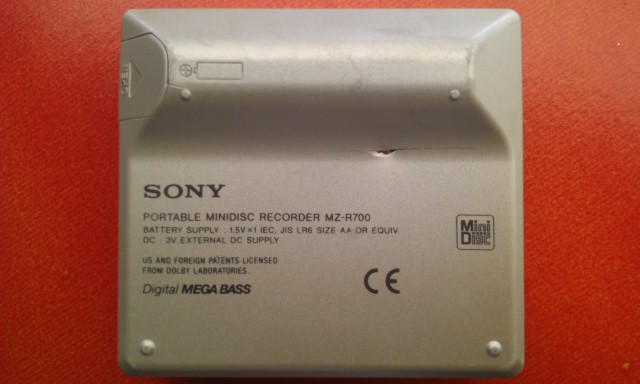 OPEN
SONY
PORTABLE MINIDISC RECORDER MZ-R700
BATTERY SUPPLY : 1.5V×1 IEC, JIS LR6 SIZE AA OR EQUIV.
DC : 3V EXTERNAL DC SUPPLY
Mini
Disc
US AND FOREIGN PATENTS LICENSED
FROM DOLBY LABORATORIES.
Digital MEGA BASS
CE